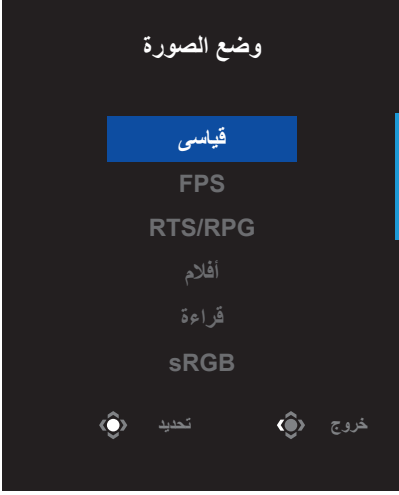 وضع الصورة
قياسى
FPS
RTS/RPG
أفلام
قراءة
sRGB
خروج تحديد